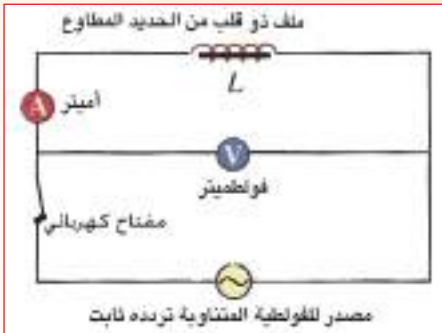 ملف ذو قلب من الحديد المطاوع
L
A
أميتر
V
فولطميتر
مفتاح كهربائي
مصدر للفولطية المتناوبة تردده ثابت